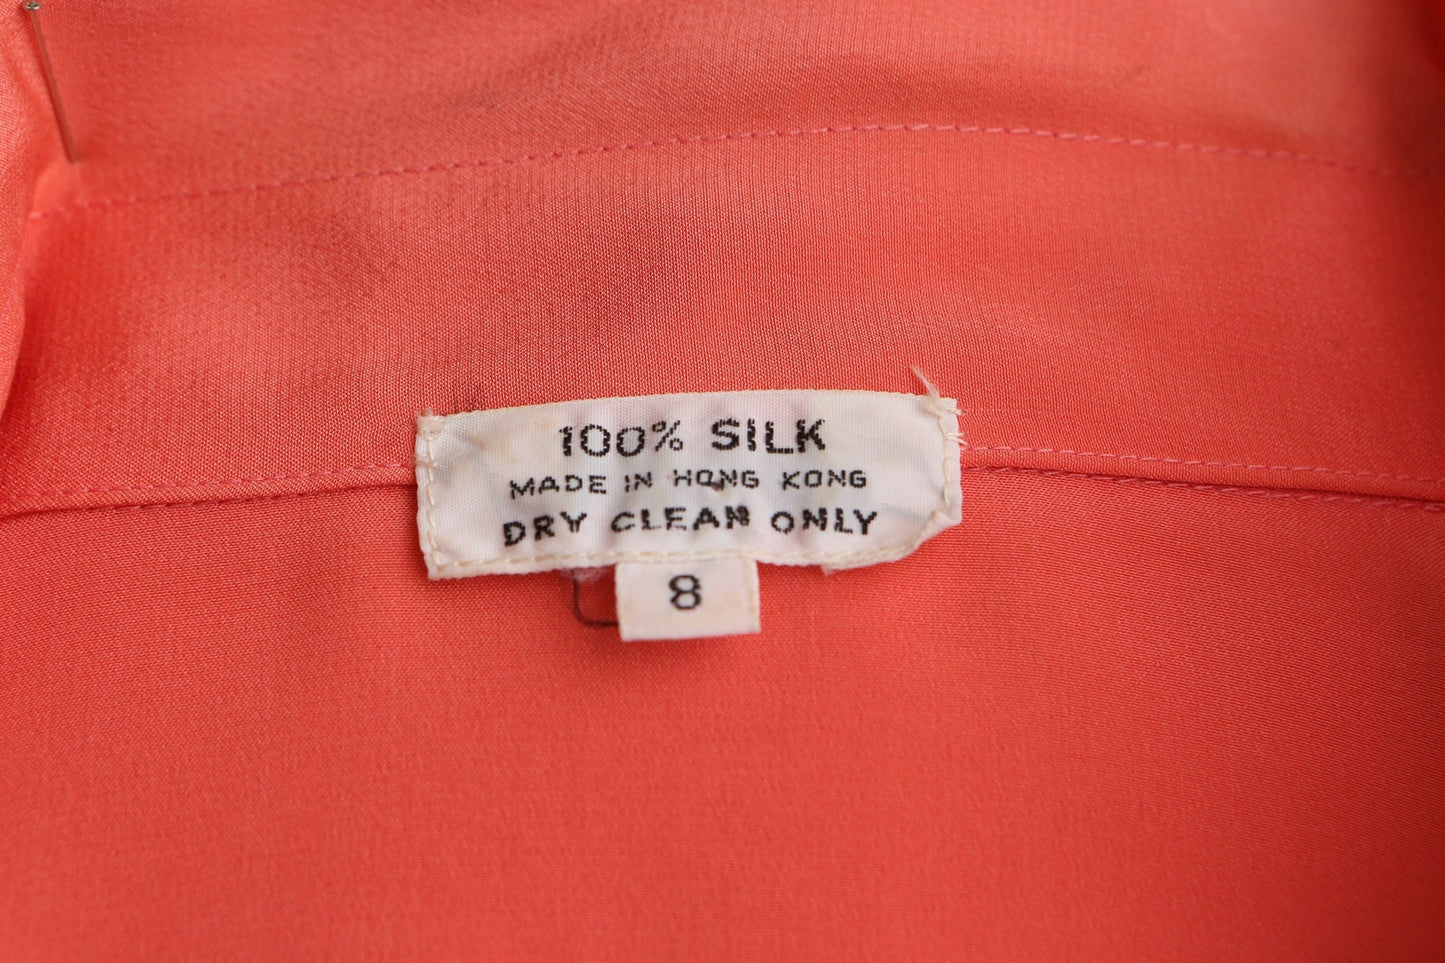 100% SILK
MADE IN HONG KONG
DRY CLEAN ONLY
8